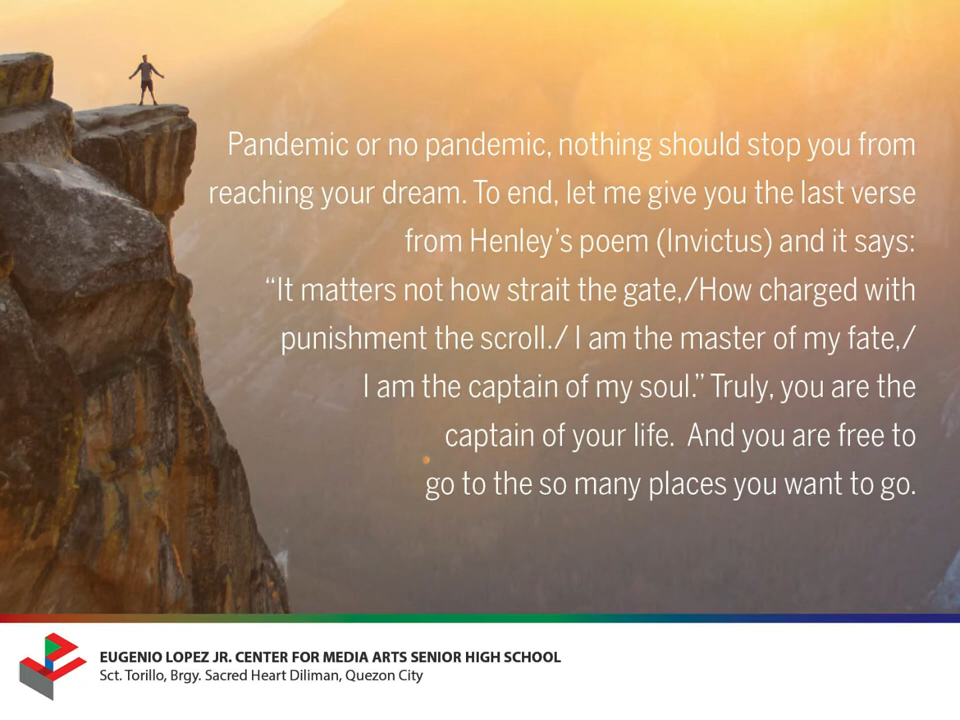 Pandemic or no pandemic, nothing should stop you from
reaching your dream. To end, let me give you the last verse
from Henley’s poem (Invictus) and it says:
“It matters not how strait the gate,/How charged with
punishment the scroll./ I am the master of my fate,/
I am the captain of my soul.” Truly, you are the
captain of your life.  And you are free to
go to the so many places you want to go.
EUGENIO LOPEZ JR. CENTER FOR MEDIA ARTS SENIOR HIGH SCHOOL
Sct. Torillo, Brgy. Sacred Heart Diliman, Quezon City